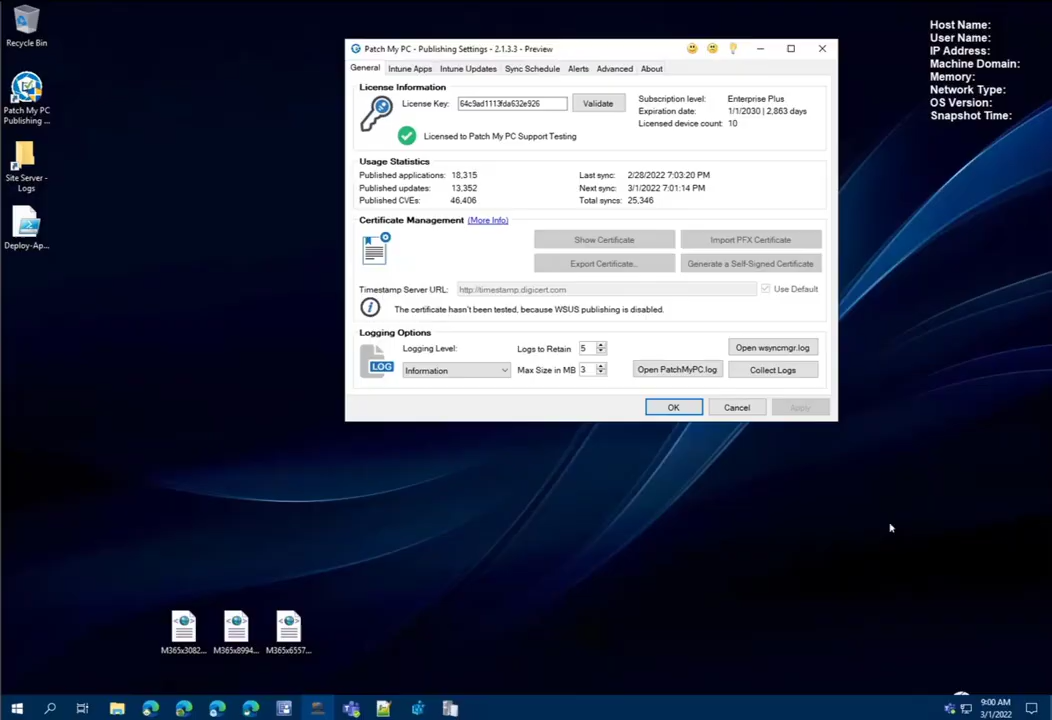 Recycle Bin
Patch My PC
Publishing ...
Site Server -
Logs
Deploy-Ap...
Host Name:
User Name:
IP Address:
Machine Domain:
Memory:
Network Type:
OS Version:
Snapshot Time:
Patch My PC - Publishing Settings - 2.1.3.3 - Preview
General Intune Apps Intune Updates Sync Schedule Alerts Advanced About
License Information
License Key: 64c9ad1113fda632e926 Validate
Licensed to Patch My PC Support Testing
Subscription level: Enterprise Plus
Expiration date: 1/1/2030 | 2,863 days
Licensed device count: 10
Usage Statistics
Published applications: 18,315 Last sync: 2/28/2022 7:03:20 PM
Published updates: 13,352 Next sync: 3/1/2022 7:01:14 PM
Published CVEs: 46,406 Total syncs: 25,346
Certificate Management (More Info)
Show Certificate Import PFX Certificate
Export Certificate.. Generate a Self-Signed Certificate
Timestamp Server URL: http://timestamp.digicert.com Use Default
The certificate hasn't been tested, because WSUS publishing is disabled.
Logging Options
Logging Level: Logs to Retain 5 Open wsyncmgr.log
LOG Information Max Size in MB 3 Open PatchMyPC.log Collect Logs
OK Cancel Apply
M365x3082... M365x8994... M365x6557...
9:00 AM
3/1/2022